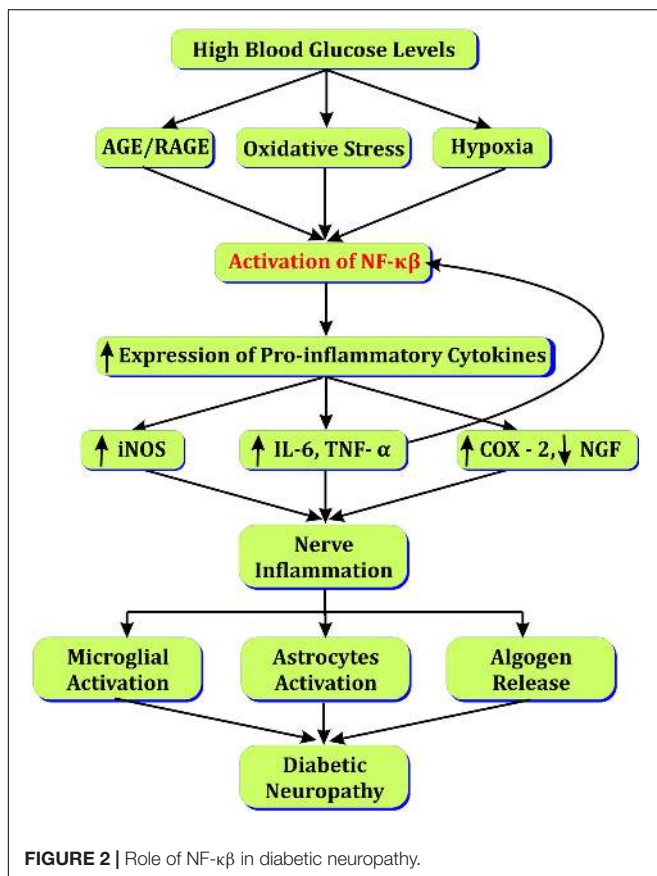 High Blood Glucose Levels
AGE/RAGE
Oxidative Stress
Hypoxia
Activation of NF-κβ
↑ Expression of Pro-inflammatory Cytokines
↑ iNOS
↑ IL-6, TNF- α
↑ COX - 2, ↓ NGF
Nerve
Inflammation
Microglial
Activation
Astrocytes
Activation
Algogen
Release
Diabetic
Neuropathy
FIGURE 2 | Role of NF-κβ in diabetic neuropathy.